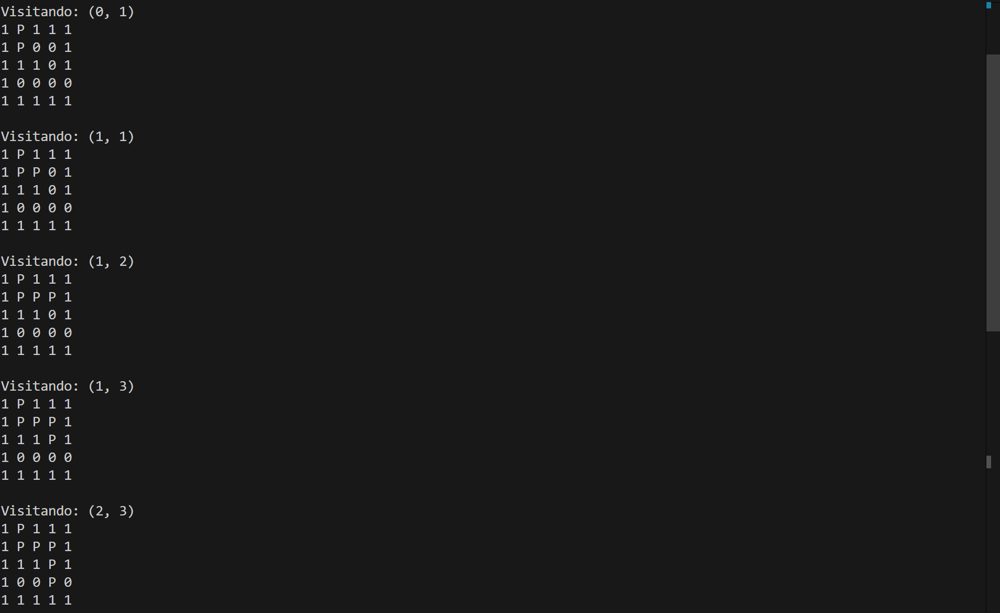 Visitando: (0, 1)
1 P 1 1 1
1 P 0 0 1
1 1 1 0 1
1 0 0 0 0
1 1 1 1 1
Visitando: (1, 1)
1 P 1 1 1
1 P P 0 1
1 1 1 0 1
1 0 0 0 0
1 1 1 1 1
Visitando: (1, 2)
1 P 1 1 1
1 P P P 1
1 1 1 0 1
1 0 0 0 0
1 1 1 1 1
Visitando: (1, 3)
1 P 1 1 1
1 P P P 1
1 1 1 P 1
1 0 0 0 0
1 1 1 1 1
Visitando: (2, 3)
1 P 1 1 1
1 P P P 1
1 1 1 P 1
1 0 0 P 0
1 1 1 1 1